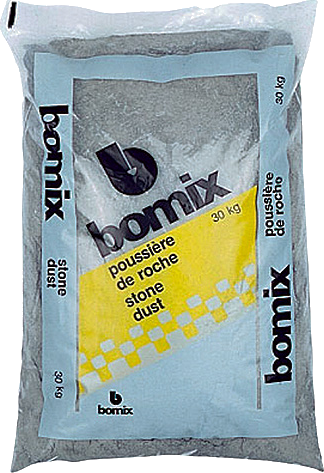 bomix
30 kg
poussière
de roche
stone
dust
bomix
bomix
stone
dust
30 kg
30 kg
poussière
de roche
bomix